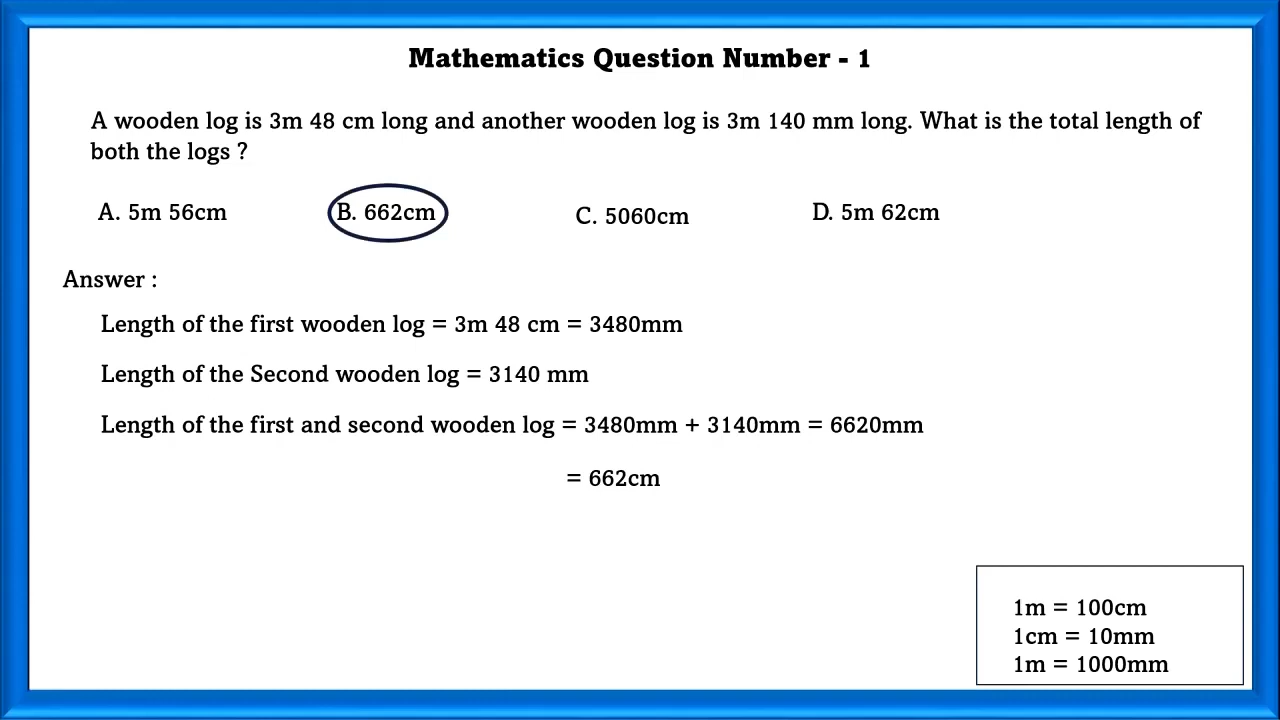 Mathematics Question Number - 1
A wooden log is 3m 48 cm long and another wooden log is 3m 140 mm long. What is the total length of
both the logs ?
A. 5m 56cm B. 662cm C. 5060cm D. 5m 62cm
Answer :
Length of the first wooden log = 3m 48 cm = 3480mm
Length of the Second wooden log = 3140 mm
Length of the first and second wooden log = 3480mm + 3140mm = 6620mm
= 662cm
1m = 100cm
1cm = 10mm
1m = 1000mm